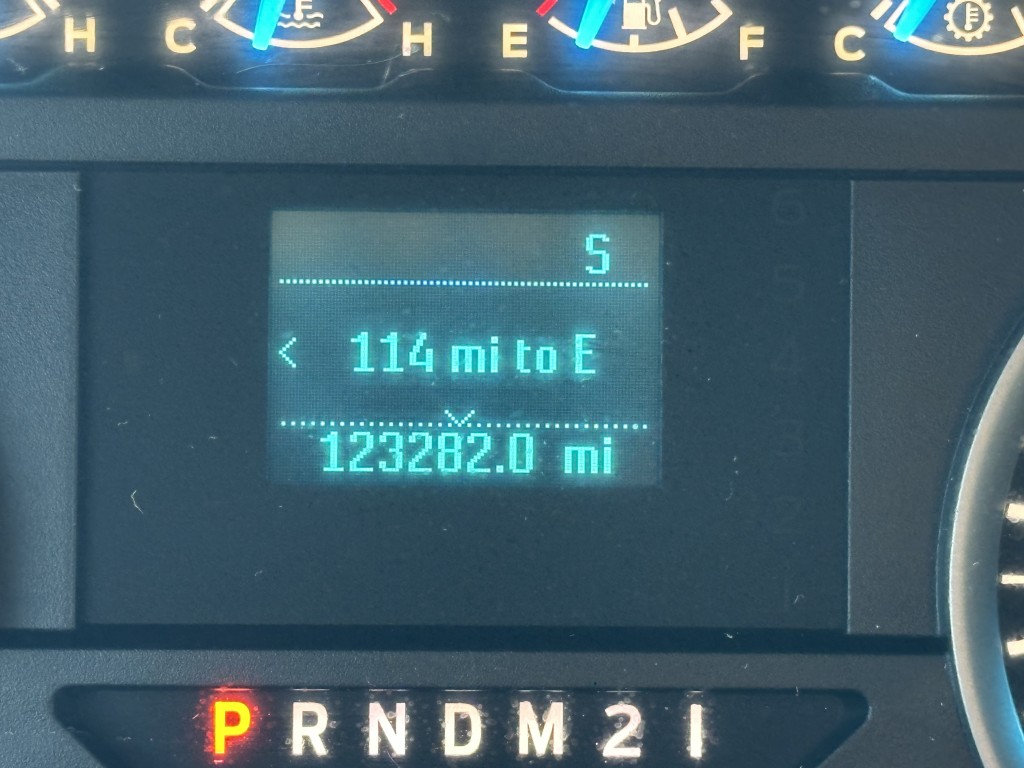 H C H E F C
S
< 114 mi to E
123282.0 mi
P R N D M 2 1